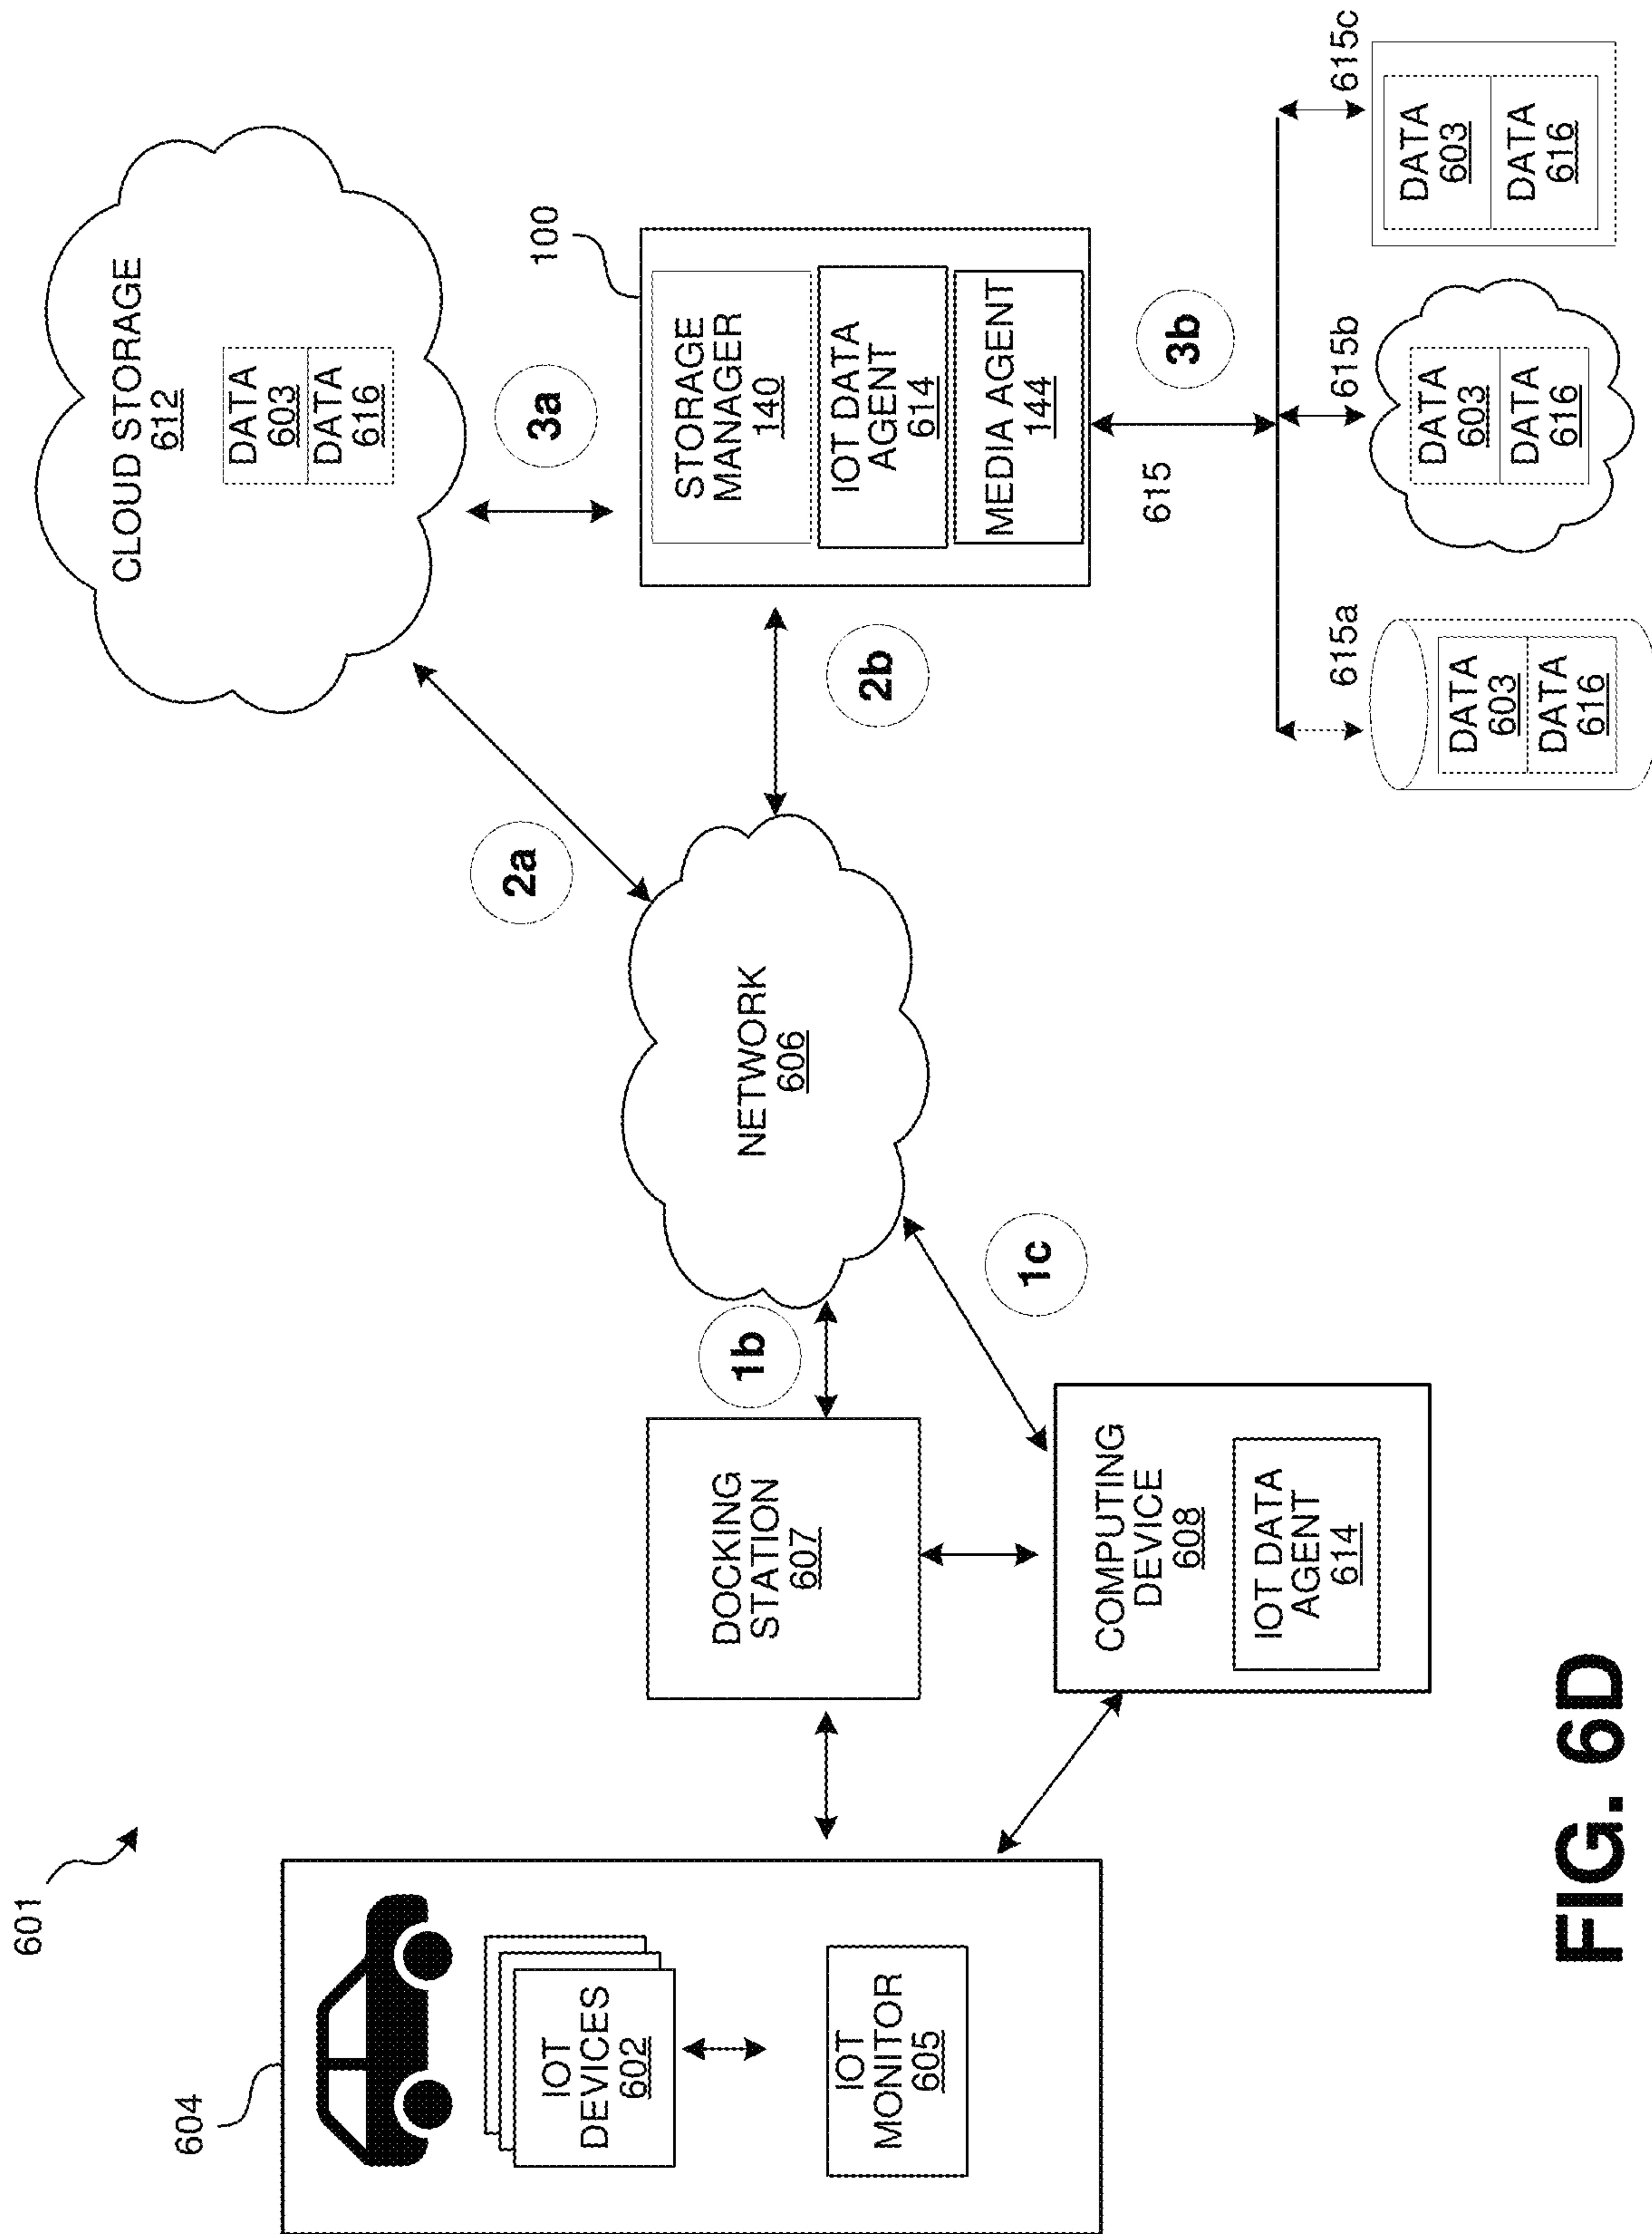 601
604
IOT
DEVICES
602
IOT
MONITOR
605
DOCKING
STATION
607
COMPUTING
DEVICE
608
IOT DATA
AGENT
614
1b
1c
NETWORK
606
2a
2b
CLOUD STORAGE
612
DATA
603
DATA
616
3a
100
STORAGE
MANAGER
140
IOT DATA
AGENT
614
MEDIA AGENT
144
615
3b
615a
DATA
603
DATA
616
615b
DATA
603
DATA
616
615c
DATA
603
DATA
616
FIG. 6D